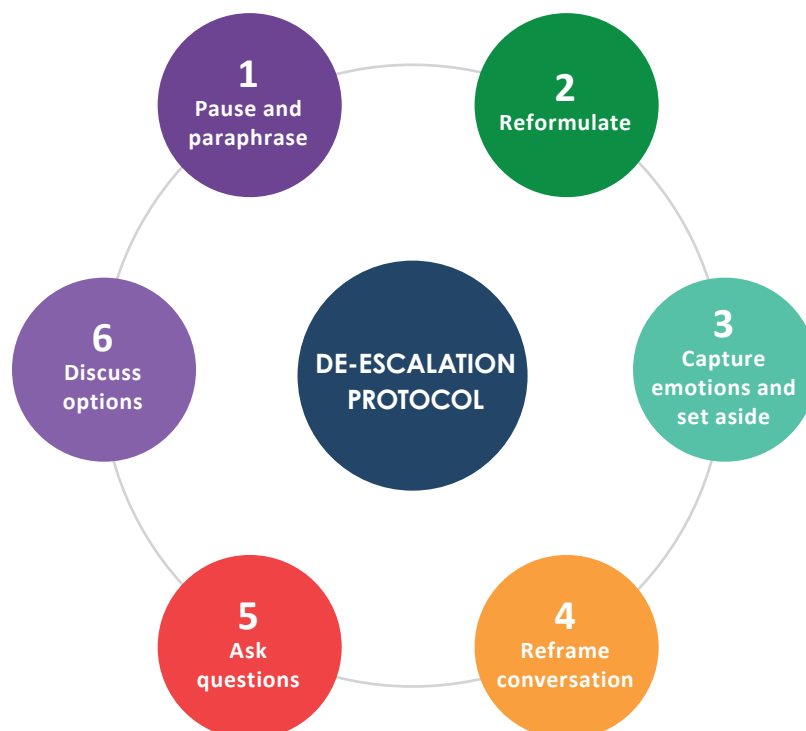 1
Pause and
paraphrase
2
Reformulate
3
Capture
emotions and
set aside
4
Reframe
conversation
5
Ask
questions
6
Discuss
options
DE-ESCALATION
PROTOCOL